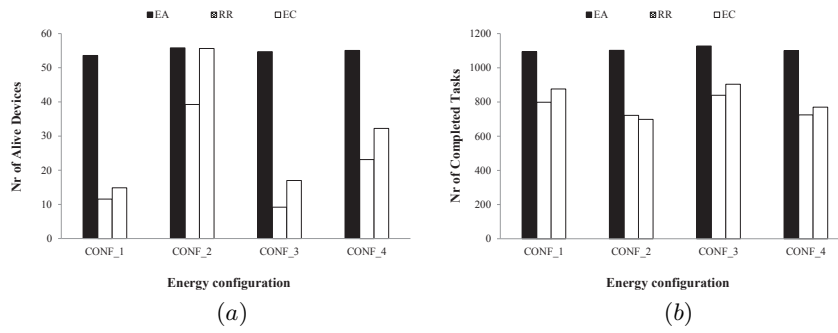 EA RR EC
60
50
40
30
20
10
0
Nr of Alive Devices
CONF_1 CONF_2 CONF_3 CONF_4
Energy configuration
(a)
EA RR EC
1200
1000
800
600
400
200
0
Nr of Completed Tasks
CONF_1 CONF_2 CONF_3 CONF_4
Energy configuration
(b)